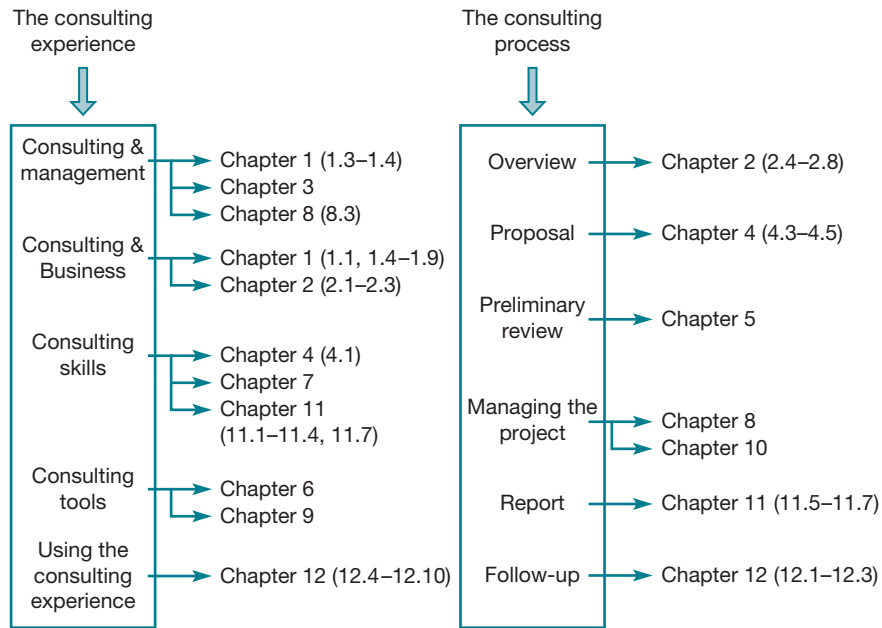 The consulting
experience
Consulting &
management
Chapter 1 (1.3–1.4)
Chapter 3
Chapter 8 (8.3)
Consulting &
Business
Chapter 1 (1.1, 1.4–1.9)
Chapter 2 (2.1–2.3)
Consulting
skills
Chapter 4 (4.1)
Chapter 7
Chapter 11
(11.1–11.4, 11.7)
Consulting
tools
Chapter 6
Chapter 9
Using the
consulting
experience
Chapter 12 (12.4–12.10)
The consulting
process
Overview
Chapter 2 (2.4–2.8)
Proposal
Chapter 4 (4.3–4.5)
Preliminary
review
Chapter 5
Managing the
project
Chapter 8
Chapter 10
Report
Chapter 11 (11.5–11.7)
Follow-up
Chapter 12 (12.1–12.3)